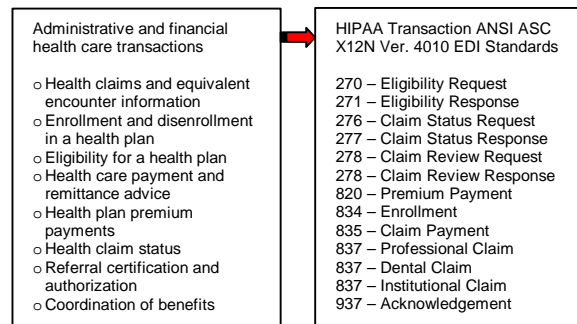 Administrative and financial
health care transactions
o Health claims and equivalent
encounter information
o Enrollment and disenrollment
in a health plan
o Eligibility for a health plan
o Health care payment and
remittance advice
o Health plan premium
payments
o Health claim status
o Referral certification and
authorization
o Coordination of benefits
HIPAA Transaction ANSI ASC
X12N Ver. 4010 EDI Standards
270 – Eligibility Request
271 – Eligibility Response
276 – Claim Status Request
277 – Claim Status Response
278 – Claim Review Request
278 – Claim Review Response
820 – Premium Payment
834 – Enrollment
835 – Claim Payment
837 – Professional Claim
837 – Dental Claim
837 – Institutional Claim
937 – Acknowledgement